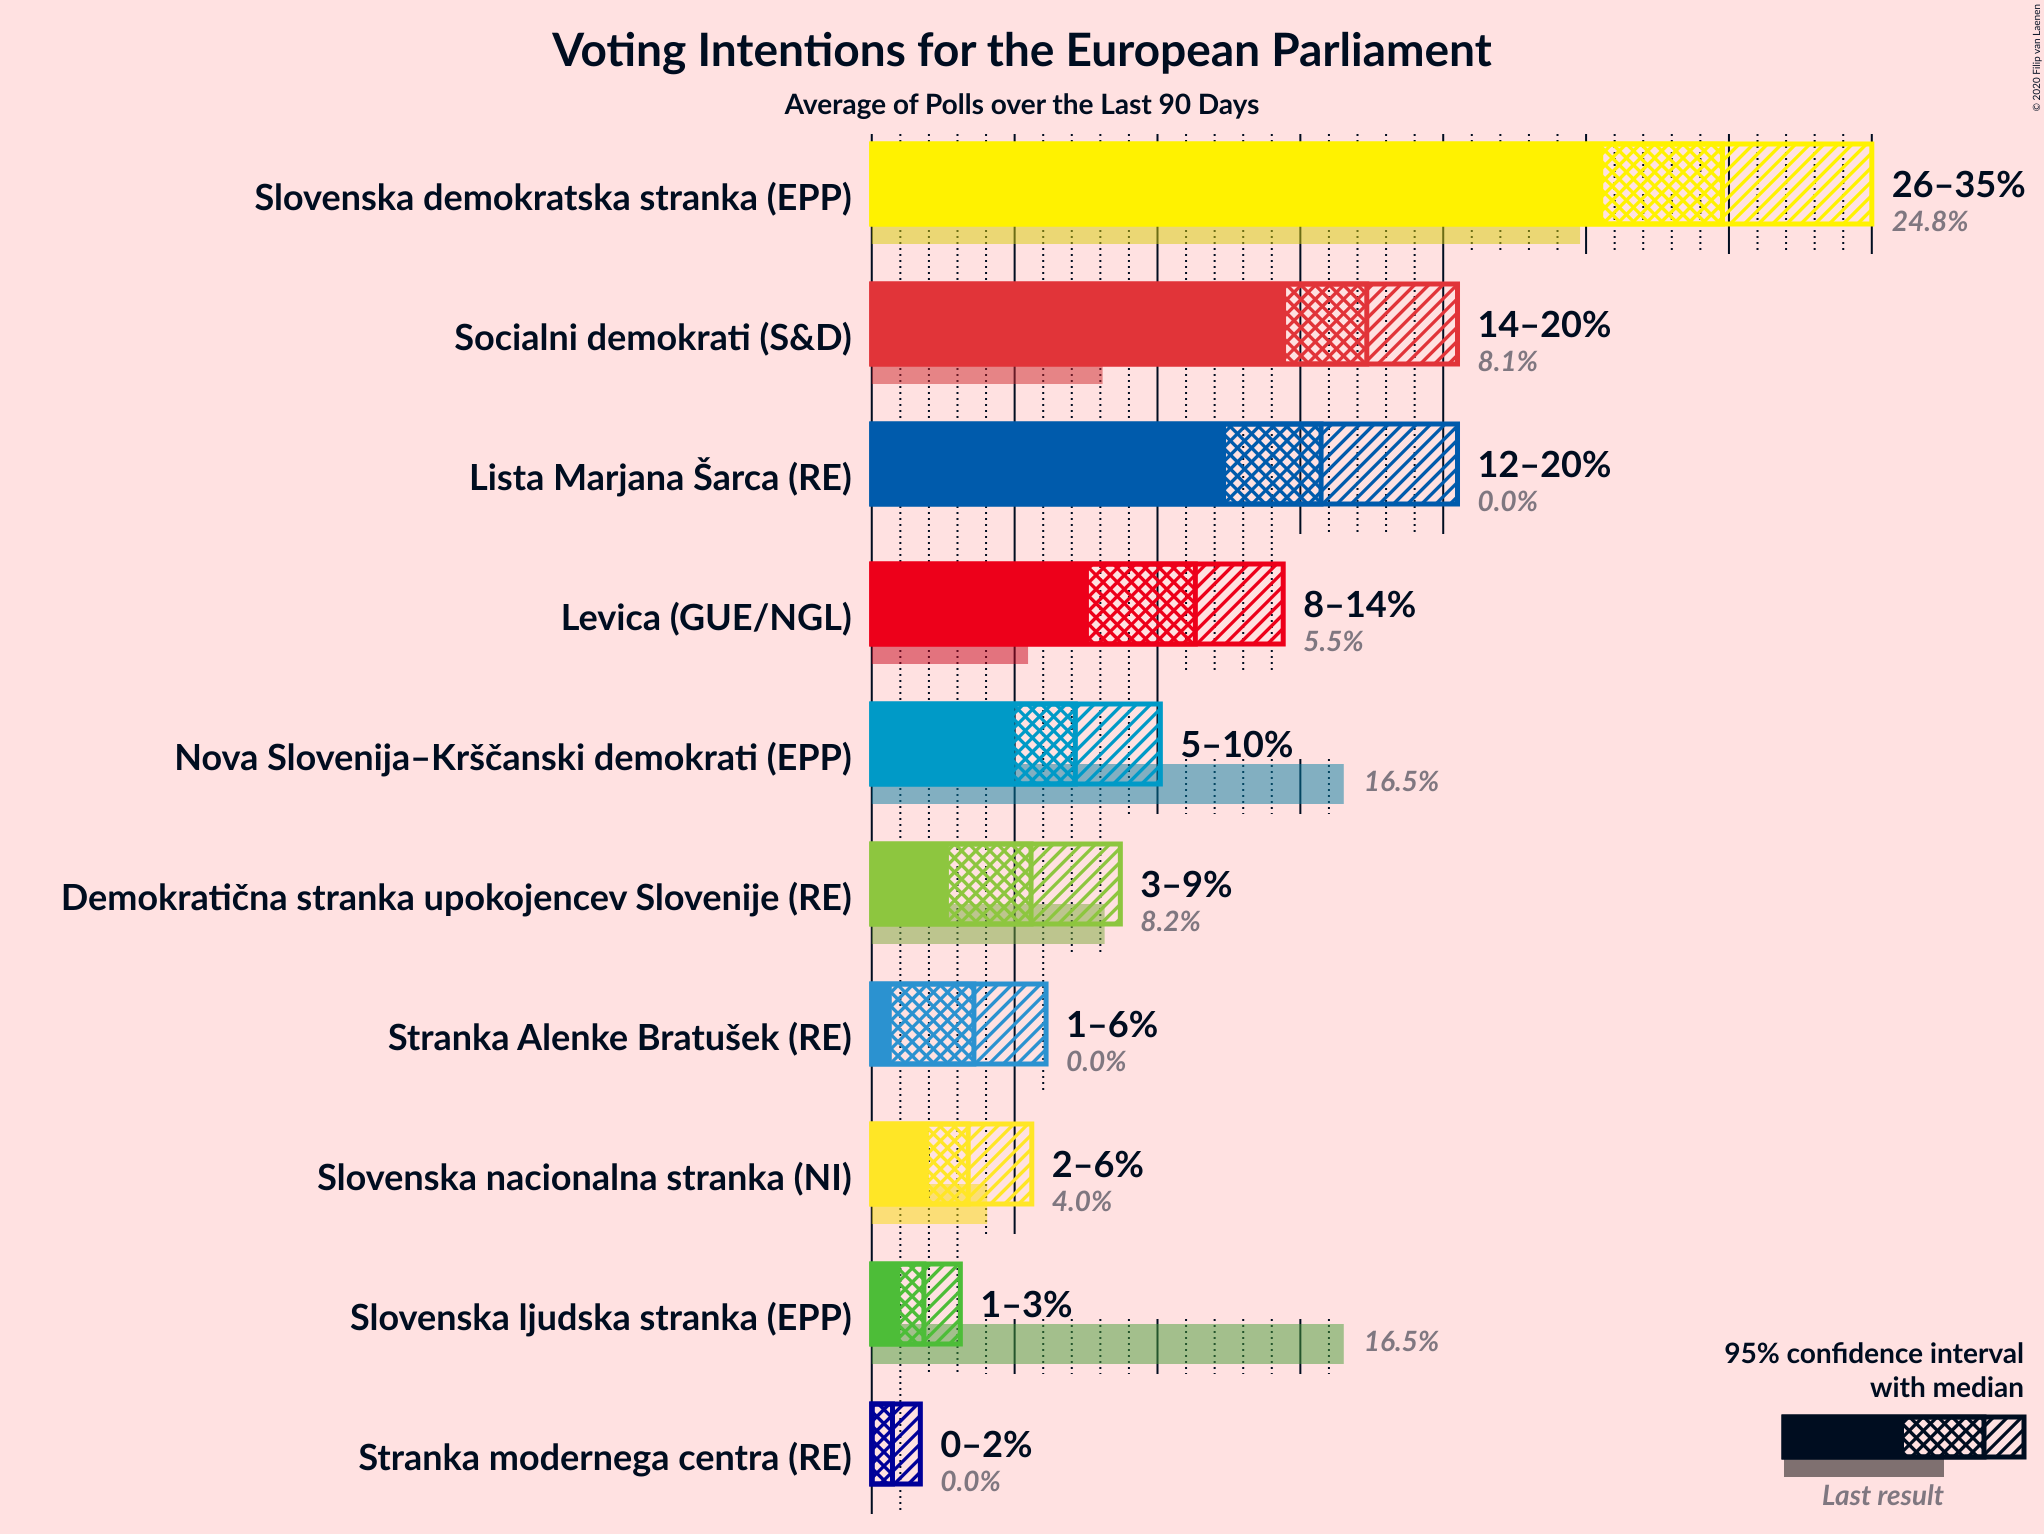 Voting Intentions for the European Parliament
Average of Polls over the Last 90 Days
© 2020 Filip van Laenen
Slovenska demokratska stranka (EPP)
26–35%
24.8%
Socialni demokrati (S&D)
14–20%
8.1%
Lista Marjana Šarca (RE)
12–20%
0.0%
Levica (GUE/NGL)
8–14%
5.5%
Nova Slovenija–Krščanski demokrati (EPP)
5–10%
16.5%
Demokratična stranka upokojencev Slovenije (RE)
3–9%
8.2%
Stranka Alenke Bratušek (RE)
1–6%
0.0%
Slovenska nacionalna stranka (NI)
2–6%
4.0%
Slovenska ljudska stranka (EPP)
1–3%
16.5%
Stranka modernega centra (RE)
0–2%
0.0%
95% confidence interval
with median
Last result